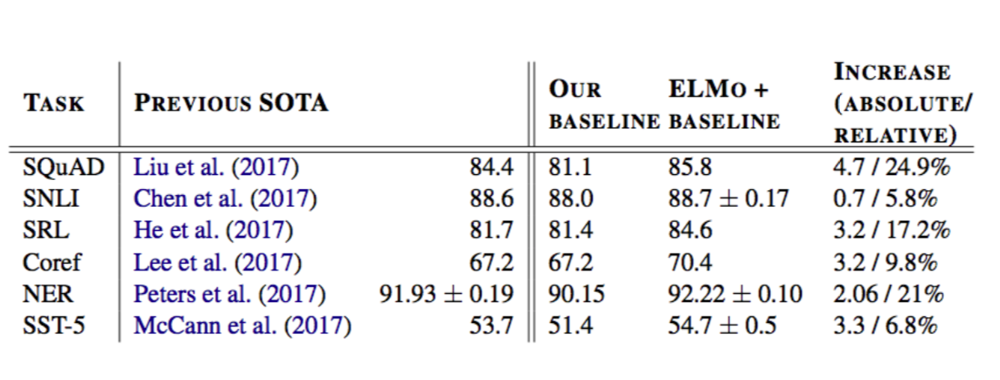 TASK PREVIOUS SOTA OUR BASELINE ELMO + BASELINE INCREASE (ABSOLUTE/ RELATIVE)
SQuAD Liu et al. (2017) 84.4 81.1 85.8 4.7 / 24.9%
SNLI Chen et al. (2017) 88.6 88.0 88.7 ± 0.17 0.7 / 5.8%
SRL He et al. (2017) 81.7 81.4 84.6 3.2 / 17.2%
Coref Lee et al. (2017) 67.2 67.2 70.4 3.2 / 9.8%
NER Peters et al. (2017) 91.93 ± 0.19 90.15 92.22 ± 0.10 2.06 / 21%
SST-5 McCann et al. (2017) 53.7 51.4 54.7 ± 0.5 3.3 / 6.8%